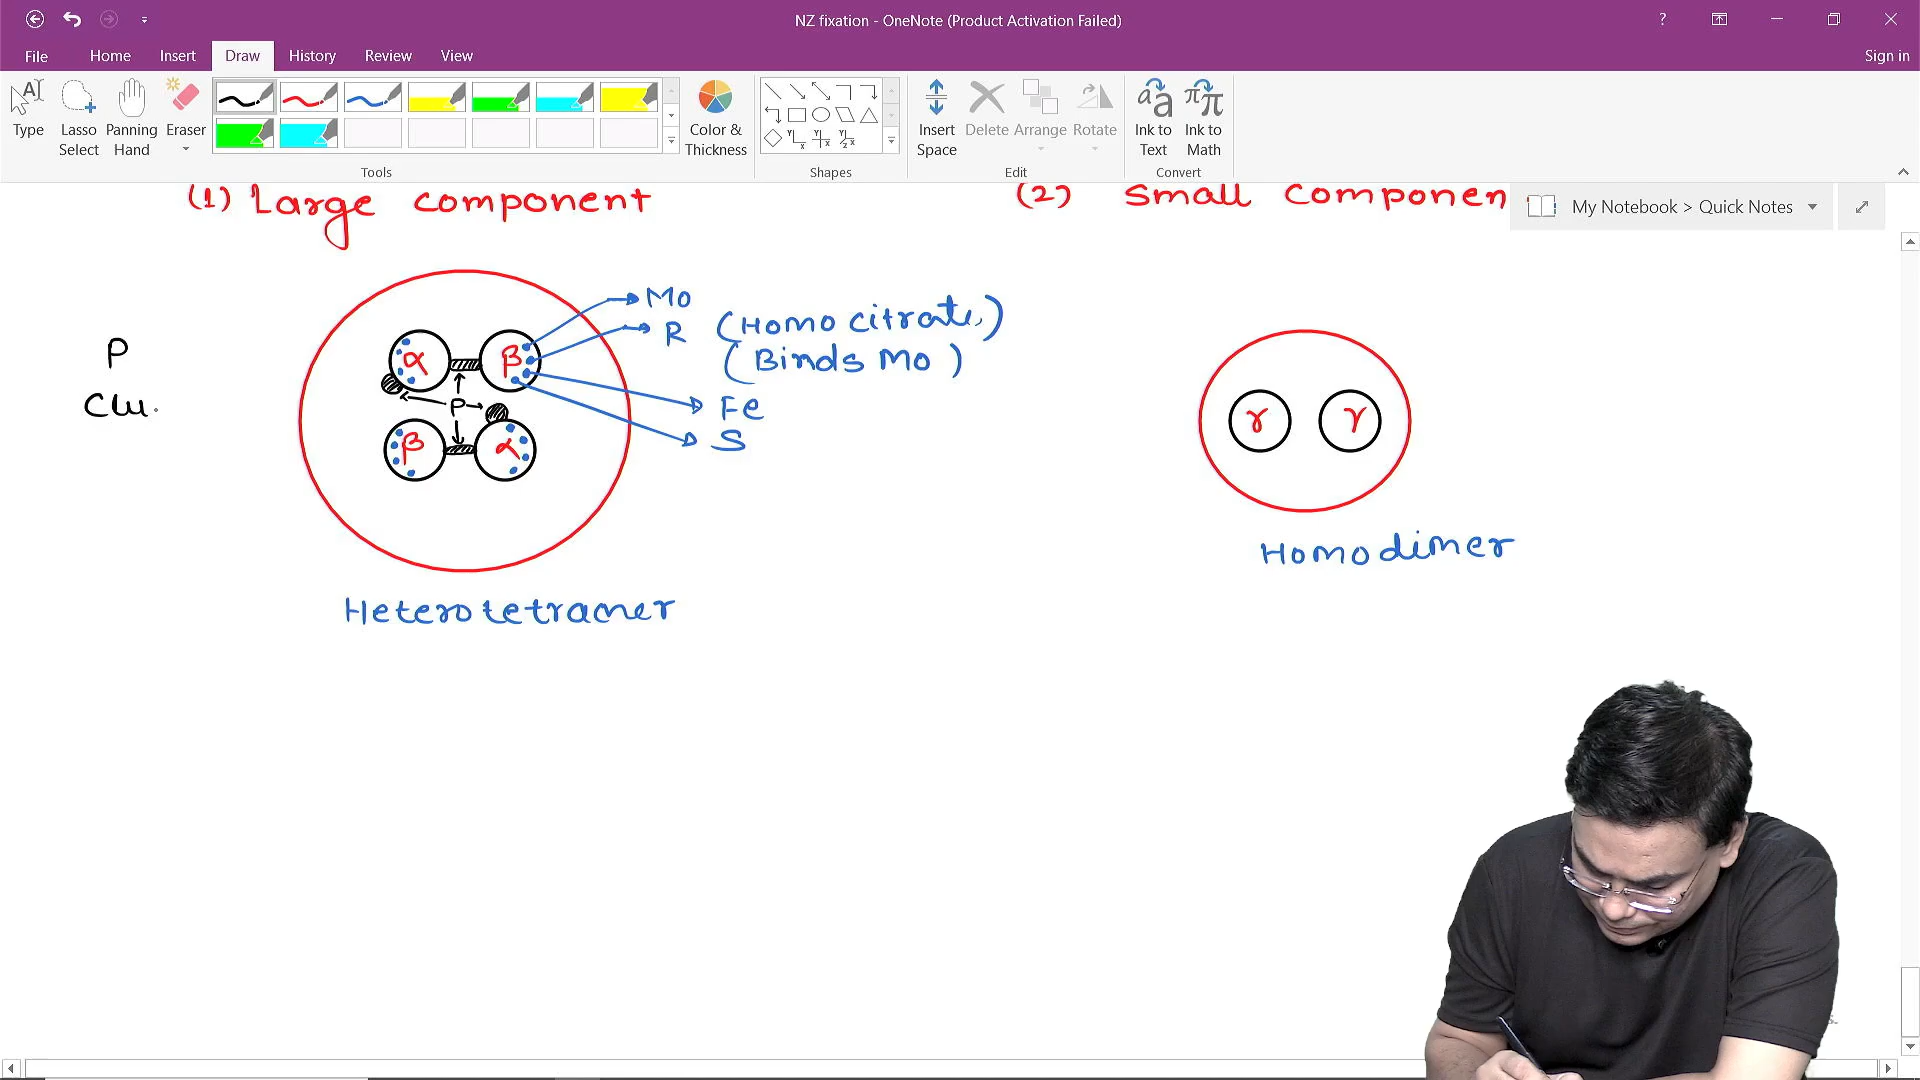 NZ fixation - OneNote (Product Activation Failed)
?
File
Home
Insert
Draw
History
Review
View
Sign in
Type
Lasso Select
Panning Hand
Eraser
Color & Thickness
Insert Space
Delete
Arrange
Rotate
Ink to Text
Ink to Math
Tools
Shapes
Edit
Convert
My Notebook > Quick Notes
(1) Large component
(2) Small Componen
P
Clu
α
β
P
β
α
Mo
R (Homo citrate,)
(Binds Mo)
Fe
S
Heterotetramer
γ
γ
Homodimer